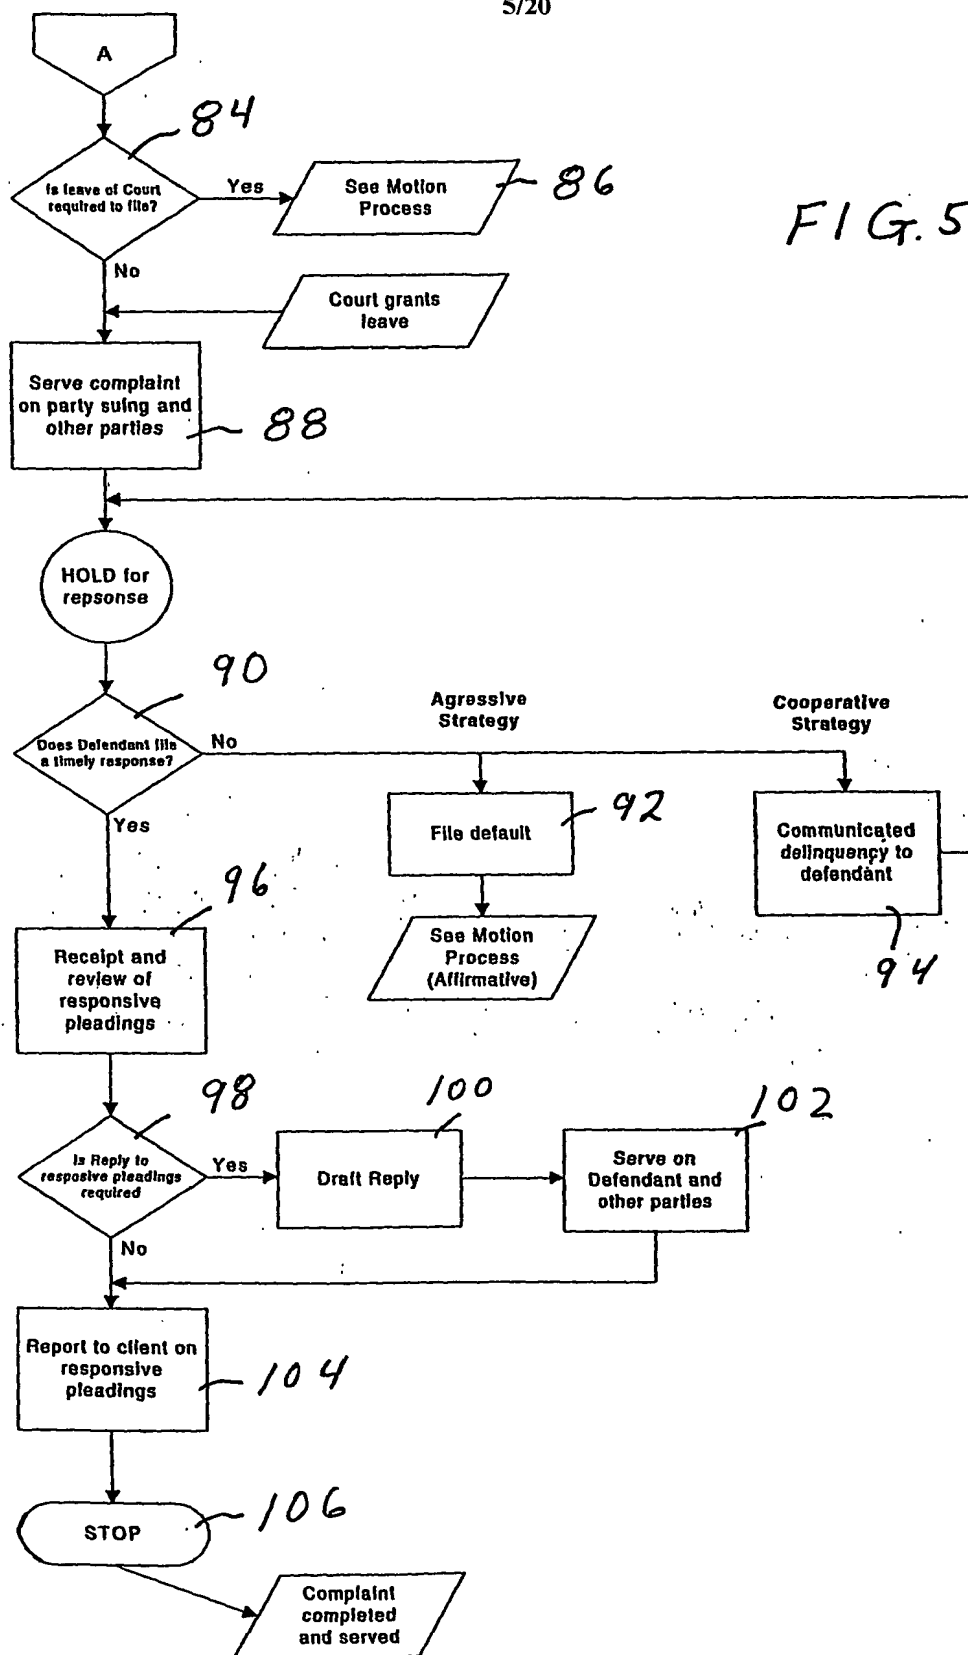 5/20
A
84
Is leave of Court
required to file?
Yes
See Motion
Process
86
FIG. 5
No
Court grants
leave
Serve complaint
on party suing and
other parties
88
HOLD for
repsonse
90
Does Defendant file
a timely response?
No
Agressive
Strategy
Cooperative
Strategy
Yes
File default
92
Communicated
delinquency to
defendant
94
96
See Motion
Process
(Affirmative)
Receipt and
review of
responsive
pleadings
98
Is Reply to
resposive pleadings
required
Yes
100
Draft Reply
102
Serve on
Defendant and
other parties
No
Report to client on
responsive
pleadings
104
STOP
106
Complaint
completed
and served